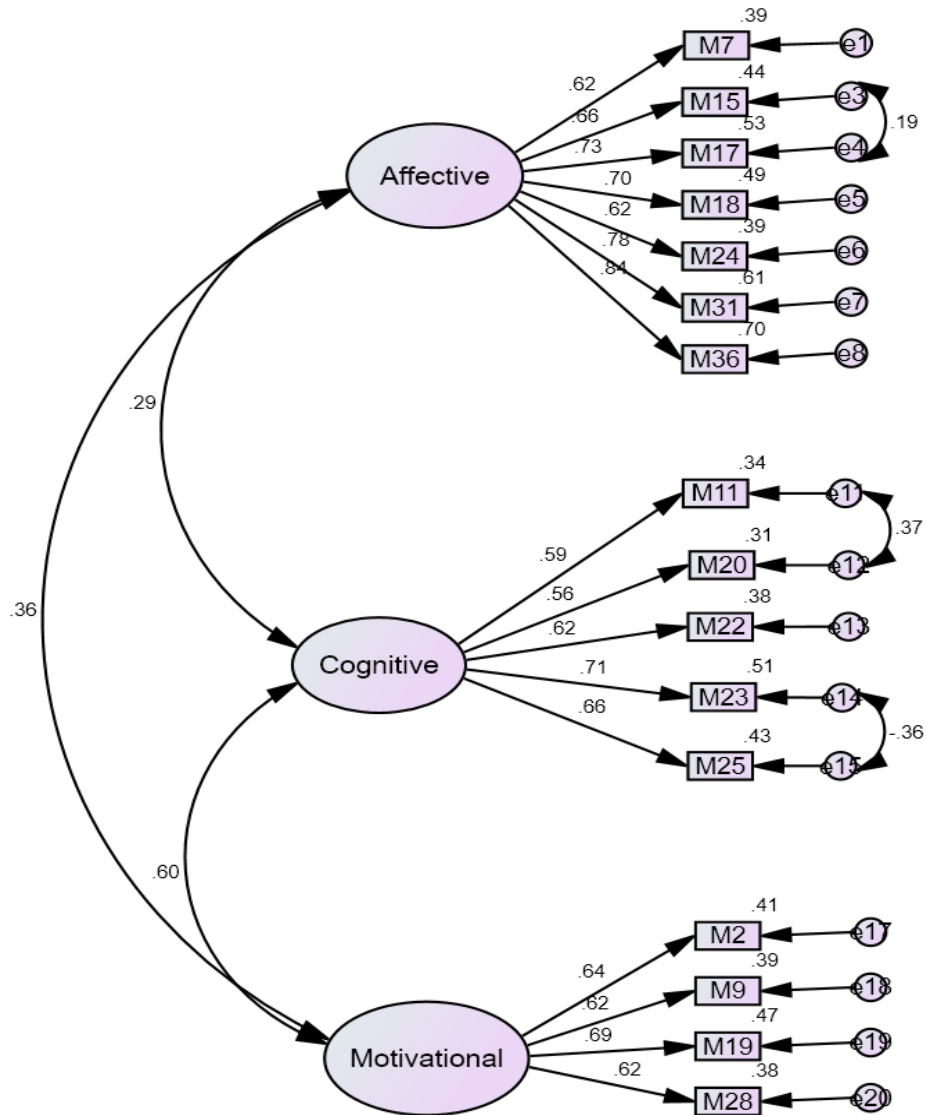 .39
M7
e1
.62
.44
M15
e3
.66
.19
.53
M17
e4
.73
.49
M18
e5
.70
.39
M24
e6
.62
.61
M31
e7
.78
.70
M36
e8
.84
Affective
.29
.36
.34
M11
e11
.59
.37
.31
M20
e12
.56
.38
M22
e13
.62
.51
M23
e14
.71
-.36
.43
M25
e15
.66
Cognitive
.60
.41
M2
e17
.64
.39
M9
e18
.62
.47
M19
e19
.69
.38
M28
e20
.62
Motivational